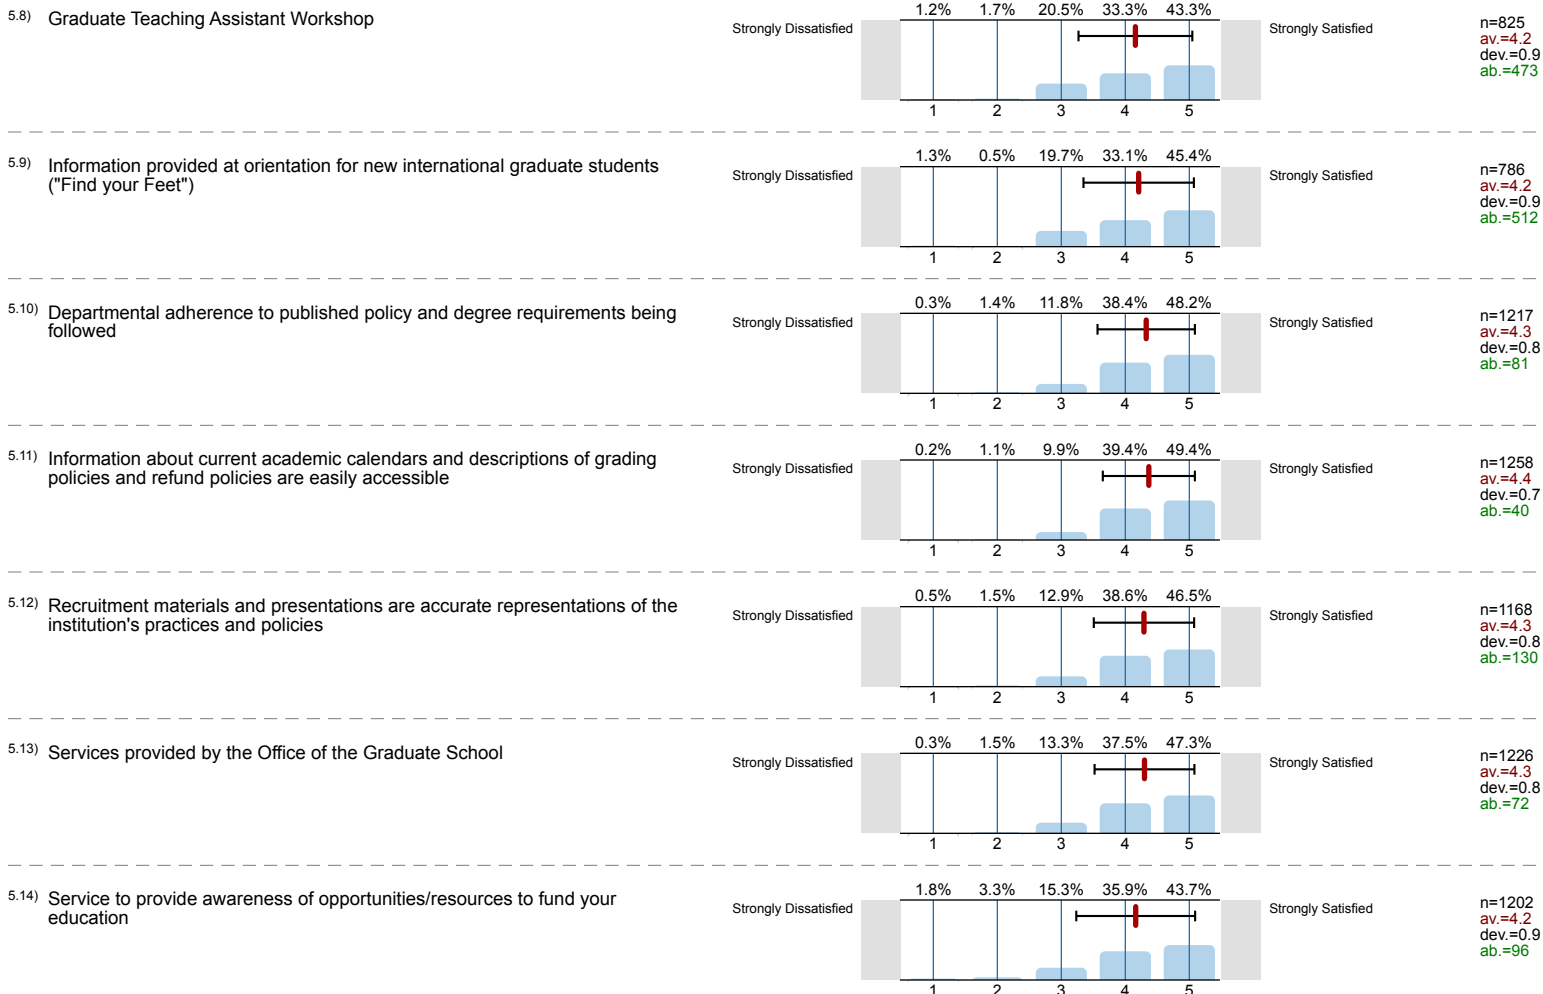 5.8) Graduate Teaching Assistant Workshop
Strongly Dissatisfied
1.2% 1.7% 20.5% 33.3% 43.3%
1 2 3 4 5
Strongly Satisfied
n=825
av.=4.2
dev.=0.9
ab.=473
5.9) Information provided at orientation for new international graduate students
("Find your Feet")
Strongly Dissatisfied
1.3% 0.5% 19.7% 33.1% 45.4%
1 2 3 4 5
Strongly Satisfied
n=786
av.=4.2
dev.=0.9
ab.=512
5.10) Departmental adherence to published policy and degree requirements being
followed
Strongly Dissatisfied
0.3% 1.4% 11.8% 38.4% 48.2%
1 2 3 4 5
Strongly Satisfied
n=1217
av.=4.3
dev.=0.8
ab.=81
5.11) Information about current academic calendars and descriptions of grading
policies and refund policies are easily accessible
Strongly Dissatisfied
0.2% 1.1% 9.9% 39.4% 49.4%
1 2 3 4 5
Strongly Satisfied
n=1258
av.=4.4
dev.=0.7
ab.=40
5.12) Recruitment materials and presentations are accurate representations of the
institution's practices and policies
Strongly Dissatisfied
0.5% 1.5% 12.9% 38.6% 46.5%
1 2 3 4 5
Strongly Satisfied
n=1168
av.=4.3
dev.=0.8
ab.=130
5.13) Services provided by the Office of the Graduate School
Strongly Dissatisfied
0.3% 1.5% 13.3% 37.5% 47.3%
1 2 3 4 5
Strongly Satisfied
n=1226
av.=4.3
dev.=0.8
ab.=72
5.14) Service to provide awareness of opportunities/resources to fund your
education
Strongly Dissatisfied
1.8% 3.3% 15.3% 35.9% 43.7%
1 2 3 4 5
Strongly Satisfied
n=1202
av.=4.2
dev.=0.9
ab.=96